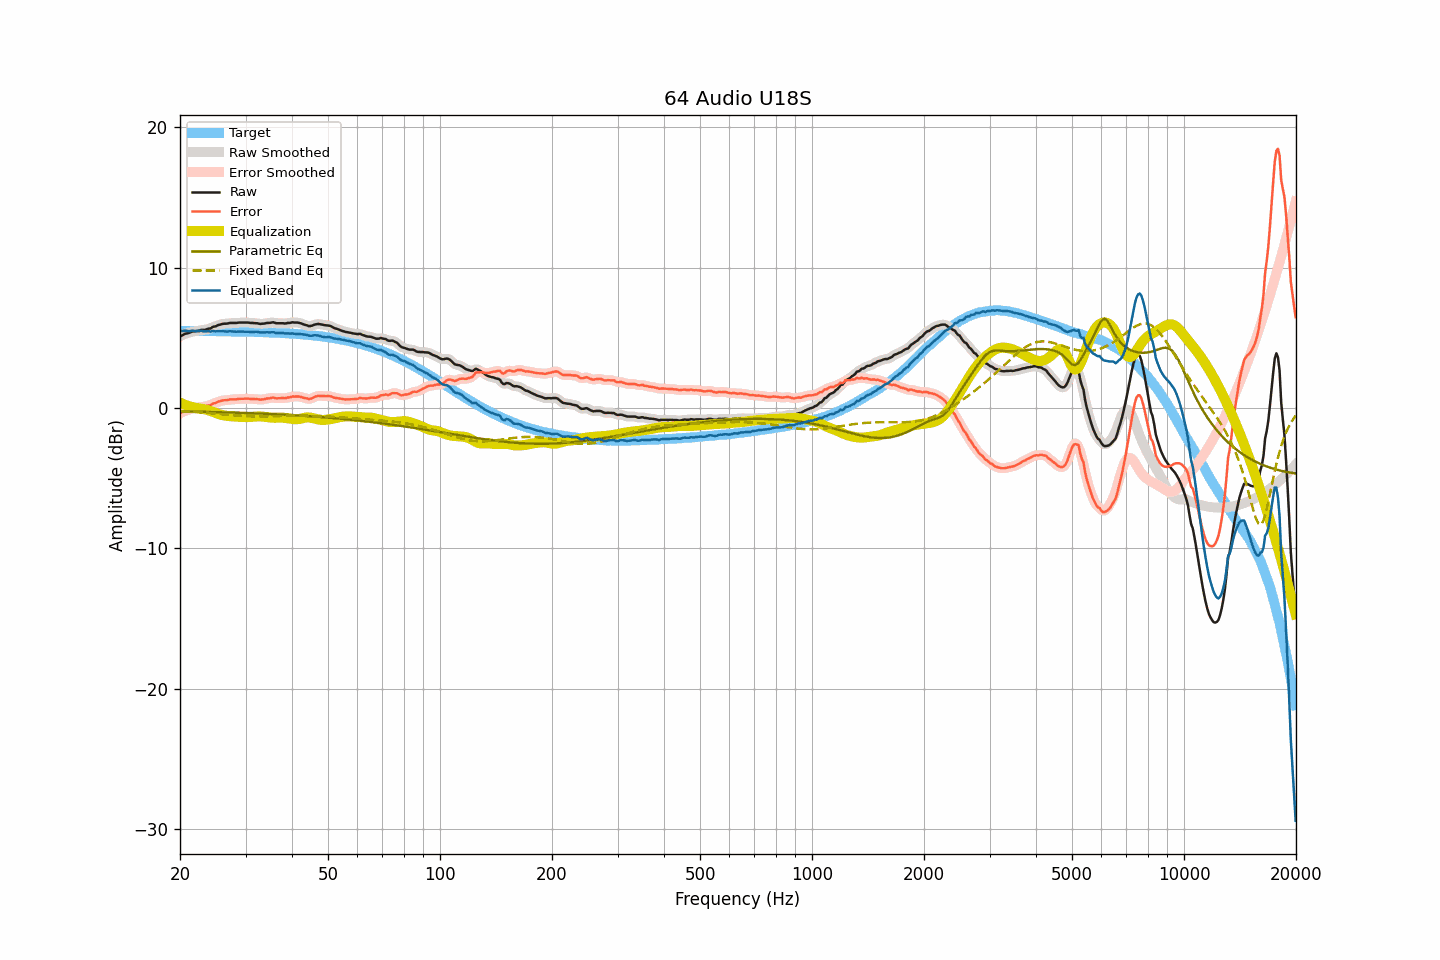 64 Audio U18S
20
10
0
−10
−20
−30
Amplitude (dBr)
Target
Raw Smoothed
Error Smoothed
Raw
Error
Equalization
Parametric Eq
Fixed Band Eq
Equalized
20 50 100 200 500 1000 2000 5000 10000 20000
Frequency (Hz)